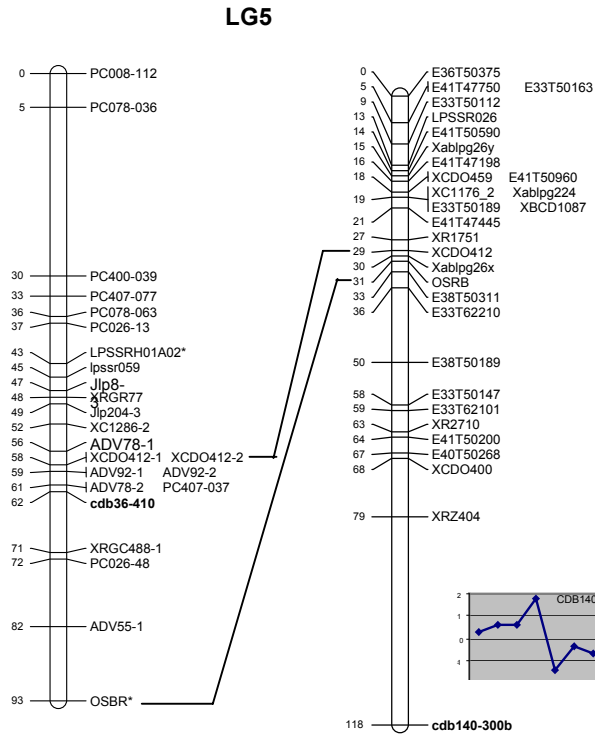 LG5
0 PC008-112
5 PC078-036
30 PC400-039
33 PC407-077
36 PC078-063
37 PC026-13
43 LPSSRH01A02*
45 lpssr059
47 Jlp8-
3
48 XRGR77
49 Jlp204-3
52 XC1286-2
56 ADV78-1
58 XCDO412-1 XCDO412-2
59 ADV92-1 ADV92-2
61 ADV78-2 PC407-037
62 cdb36-410
71 XRGC488-1
72 PC026-48
82 ADV55-1
93 OSBR*
0 E36T50375
5 E41T47750 E33T50163
9 E33T50112
13 LPSSR026
14 E41T50590
15 Xablpg26y
16 E41T47198
18 XCDO459 E41T50960
19 XC1176_2 Xablpg224
E33T50189 XBCD1087
21 E41T47445
27 XR1751
29 XCDO412
30 Xablpg26x
31 OSRB
33 E38T50311
36 E33T62210
50 E38T50189
58 E33T50147
59 E33T62101
63 XR2710
64 E41T50200
67 E40T50268
68 XCDO400
79 XRZ404
118 cdb140-300b
CDB140
2
1
0
4